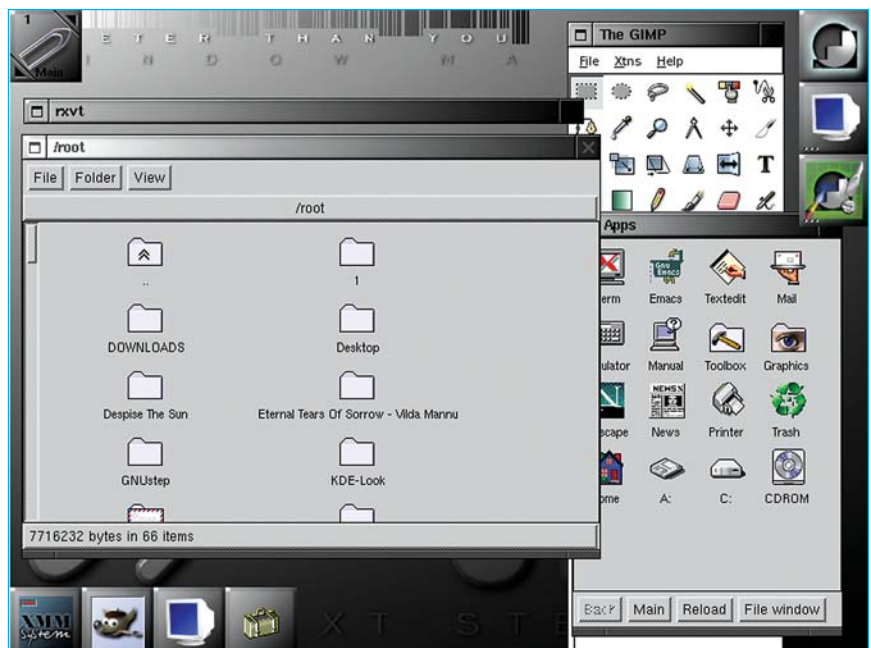 1
Main
E T E R T H A N Y O U
I N D O W M A
The GIMP
File Xtns Help
rxvt
/root
File Folder View
/root
..
1
DOWNLOADS
Desktop
Despise The Sun
Eternal Tears Of Sorrow - Vilda Mannu
GNUstep
KDE-Look
7716232 bytes in 66 items
Apps
erm Emacs Textedit Mail
ulator Manual Toolbox Graphics
scape News Printer Trash
ome A: C: CDROM
Back Main Reload File window
XMM
System
X T S T E